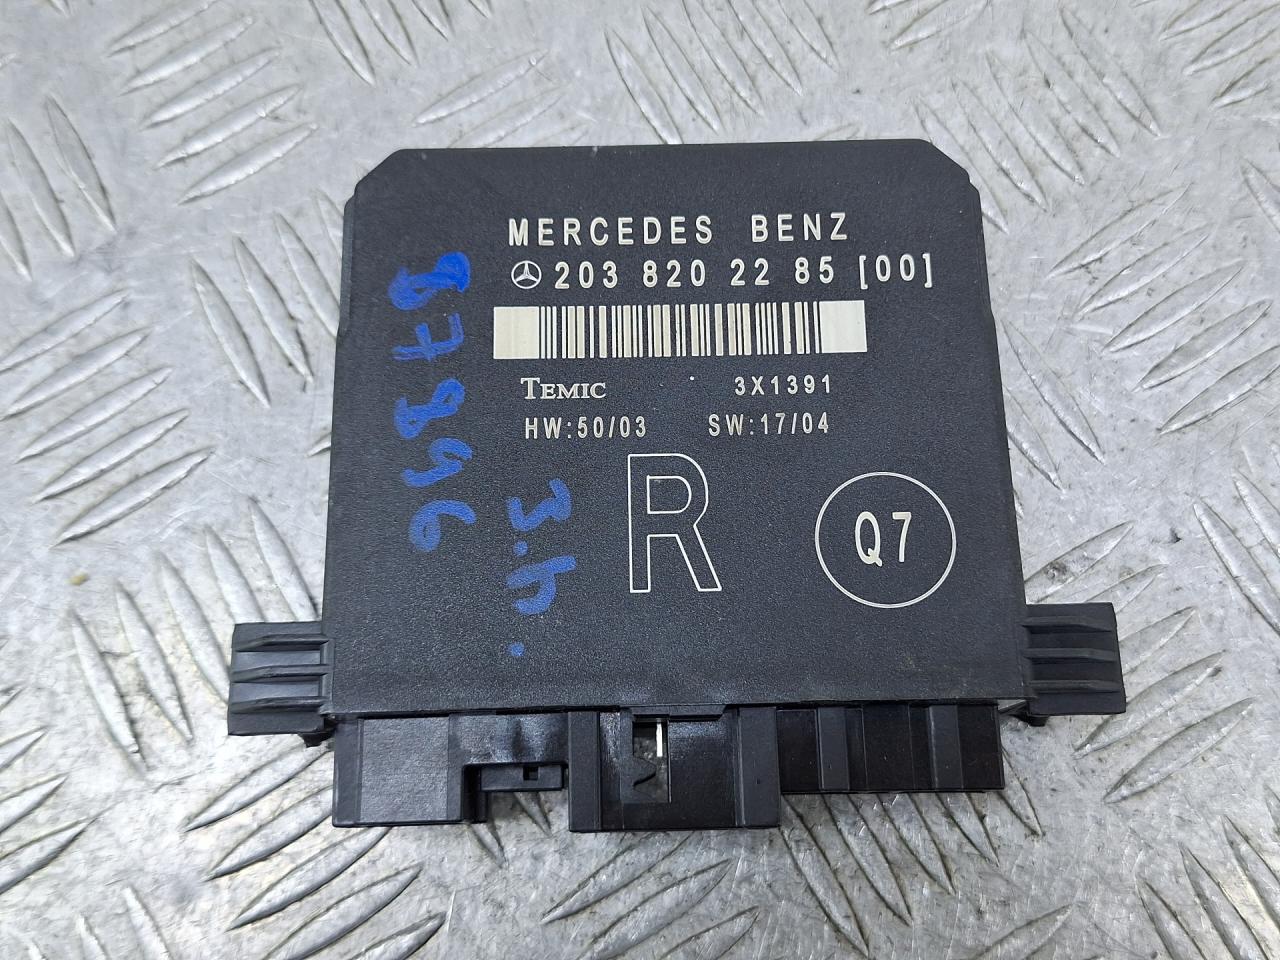 MERCEDES BENZ
203 820 22 85 [00]
TEMIC 3X1391
HW:50/03 SW:17/04
R
Q7